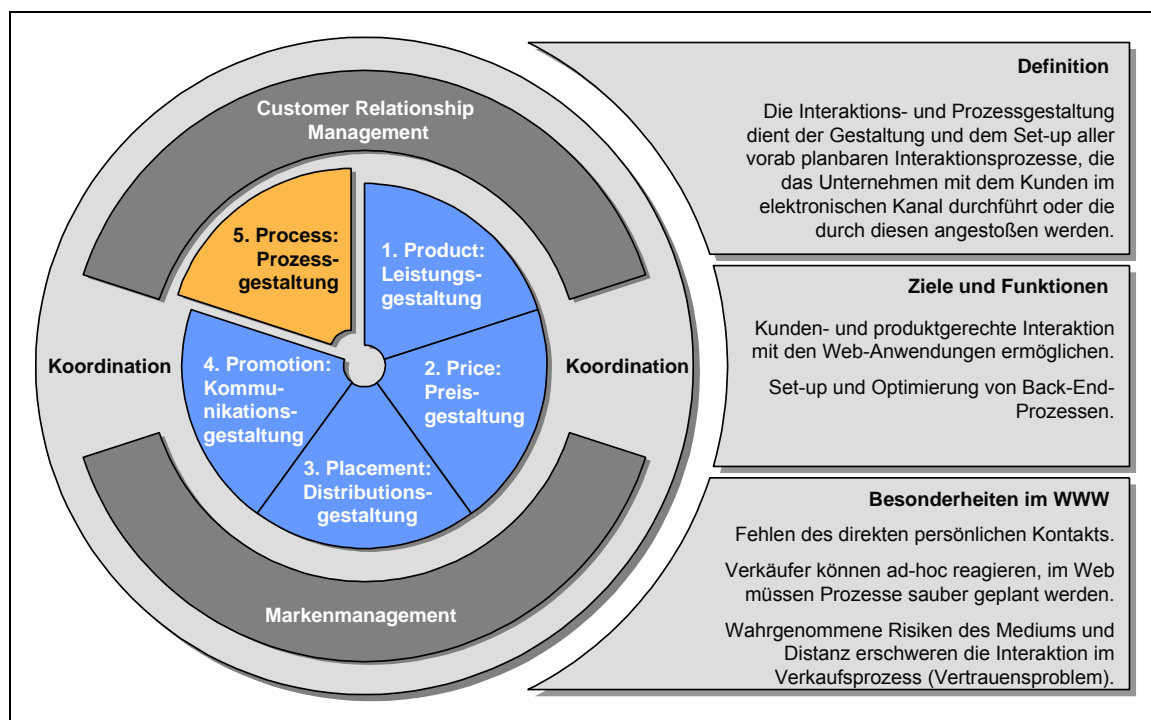 Customer Relationship
Management
5. Process:
Prozess-
gestaltung
1. Product:
Leistungs-
gestaltung
Koordination
4. Promotion:
Kommu-
nikations-
gestaltung
2. Price:
Preis-
gestaltung
Koordination
3. Placement:
Distributions-
gestaltung
Markenmanagement
Definition
Die Interaktions- und Prozessgestaltung
dient der Gestaltung und dem Set-up aller
vorab planbaren Interaktionsprozesse, die
das Unternehmen mit dem Kunden im
elektronischen Kanal durchführt oder die
durch diesen angestoßen werden.
Ziele und Funktionen
Kunden- und produktgerechte Interaktion
mit den Web-Anwendungen ermöglichen.
Set-up und Optimierung von Back-End-
Prozessen.
Besonderheiten im WWW
Fehlen des direkten persönlichen Kontakts.
Verkäufer können ad-hoc reagieren, im Web
müssen Prozesse sauber geplant werden.
Wahrgenommene Risiken des Mediums und
Distanz erschweren die Interaktion im
Verkaufsprozess (Vertrauensproblem).